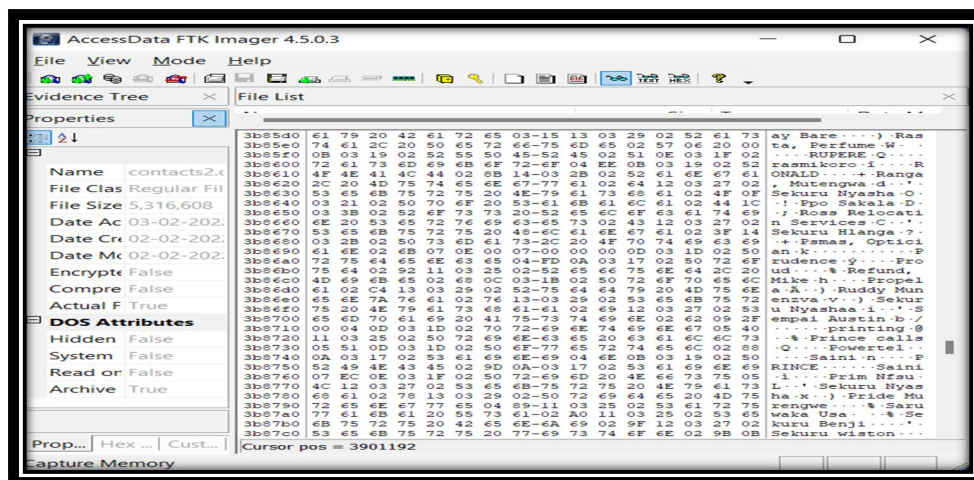 AccessData FTK Imager 4.5.0.3
File View Mode Help
Evidence Tree
File List
Properties
Name contacts2.
File Clas Regular Fil
File Size 5,316,608
Date Ac 03-02-202
Date Cre 02-02-202
Date Mo 02-02-202
Encrypte False
Compre False
Actual F True
DOS Attributes
Hidden False
System False
Read on False
Archive True
Prop... Hex ... Cust...
3b85d0 61 79 20 42 61 72 65 03-15 13 03 29 02 52 61 73 ay Bare····)·Ras
3b85e0 74 61 2C 20 50 65 72 66-75 6D 65 02 57 06 20 00 ta, Perfume·W· ·
3b85f0 0B 03 19 02 52 55 50 45-52 45 02 51 0E 03 1F 02 ····RUPERE·Q····
3b8600 72 61 73 6D 69 6B 6F 72-6F 04 EE 0B 03 19 02 52 rasmikoro·î····R
3b8610 4F 4E 41 4C 44 02 8B 14-03 2B 02 52 61 6E 67 61 ONALD····+·Ranga
3b8620 2C 20 4D 75 74 65 6E 67-77 61 02 64 12 03 27 02 , Mutengwa·d··'·
3b8630 53 65 6B 75 72 75 20 4E-79 61 73 68 61 02 4F 0F Sekuru Nyasha·O·
3b8640 03 21 02 50 70 6F 20 53-61 6B 61 6C 61 02 44 1C ·!·Ppo Sakala·D·
3b8650 03 3B 02 52 6F 73 73 20-52 65 6C 6F 63 61 74 69 ·;·Ross Relocati
3b8660 6E 20 53 65 72 76 69 63-65 73 02 43 12 03 27 02 n Services·C··'·
3b8670 53 65 6B 75 72 75 20 48-6C 61 6E 67 61 02 3F 14 Sekuru Hlanga·?·
3b8680 03 2B 02 50 73 6D 61 73-2C 20 4F 70 74 69 63 69 ·+·Psmas, Optici
3b8690 61 6E 02 6B 07 0E 00 07-00 00 00 0D 03 1D 02 50 an·k···········P
3b86a0 72 75 64 65 6E 63 65 04-FD 0A 03 17 02 50 72 6F rudence·ý····Pro
3b86b0 75 64 02 92 11 03 25 02-52 65 66 75 6E 64 2C 20 ud····%·Refund,
3b86c0 4D 69 6B 65 02 68 0C 03-1B 02 50 72 6F 70 65 6C Mike·h····Propel
3b86d0 61 02 C4 13 03 29 02 52-75 64 64 79 20 4D 75 6E a·Ä··)·Ruddy Mun
3b86e0 65 6E 7A 76 61 02 76 13-03 29 02 53 65 6B 75 72 enzva·v··)·Sekur
3b86f0 75 20 4E 79 61 73 68 61-61 02 69 12 03 27 02 53 u Nyashaa·i··'·S
3b8700 65 6D 70 61 69 20 41 75-73 74 69 6E 02 62 09 2F empai Austin·b·/
3b8710 00 04 0D 03 1D 02 70 72-69 6E 74 69 6E 67 05 40 ······printing·@
3b8720 11 03 25 02 50 72 69 6E-63 65 20 63 61 6C 6C 73 ··%·Prince calls
3b8730 05 51 0D 03 1D 02 50 6F-77 65 72 74 65 6C 02 88 ·Q····Powertel··
3b8740 0A 03 17 02 53 61 69 6E-69 04 6E 0B 03 19 02 50 ····Saini·n····P
3b8750 52 49 4E 43 45 02 9D 0A-03 17 02 53 61 69 6E 69 RINCE······Saini
3b8760 07 EC 0E 03 1F 02 50 72-69 6D 20 4E 66 73 75 05 ·ì····Prim Nfsu·
3b8770 4C 12 03 27 02 53 65 6B-75 72 75 20 4E 79 61 73 L··'·Sekuru Nyas
3b8780 68 61 02 78 13 03 29 02-50 72 69 64 65 20 4D 75 ha·x··)·Pride Mu
3b8790 72 65 6E 67 77 65 04 89-11 03 25 02 53 61 72 75 rengwe····%·Saru
3b87a0 77 61 6B 61 20 55 73 61-02 A0 11 03 25 02 53 65 waka Usa· ··%·Se
3b87b0 6B 75 72 75 20 42 65 6E-6A 69 02 9F 12 03 27 02 kuru Benji····'·
3b87c0 53 65 6B 75 72 75 20 77-69 73 74 6F 6E 02 9B 0B Sekuru wiston···
Cursor pos = 3901192
Capture Memory